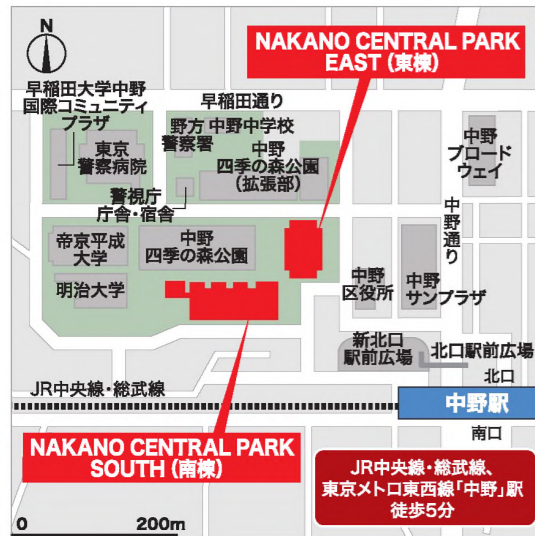 N
NAKANO CENTRAL PARK
EAST（東棟）
早稲田大学中野
国際コミュニティ
プラザ
早稲田通り
野方
警察署
中野中学校
東京
警察病院
中野
四季の森公園
（拡張部）
中野
ブロード
ウェイ
警視庁
庁舎・宿舎
中野通り
帝京平成
大学
中野
四季の森公園
明治大学
中野
区役所
中野
サンプラザ
新北口
駅前広場
北口駅前広場
北口
JR中央線・総武線
中野駅
南口
NAKANO CENTRAL PARK
SOUTH（南棟）
JR中央線・総武線、
東京メトロ東西線「中野」駅
徒歩5分
0 200m